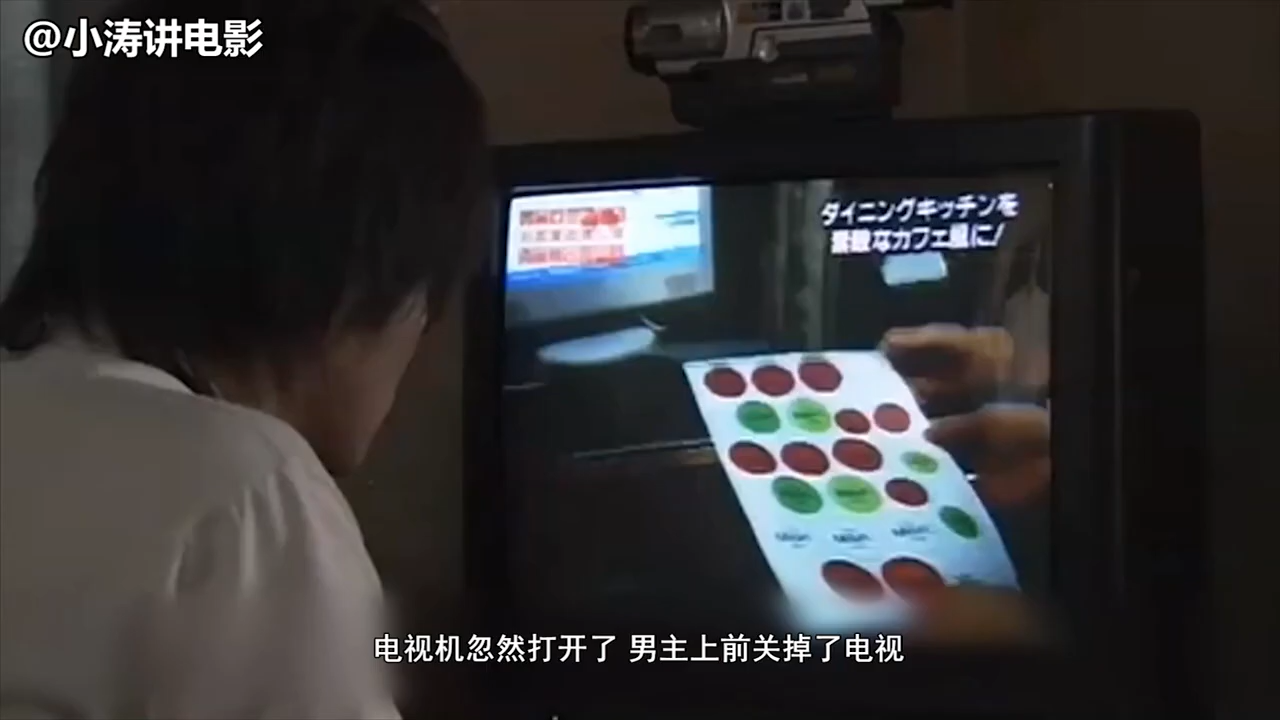 @小涛讲电影
ダイニングキッチンを
素敵なカフェ風に!
电视机忽然打开了 男主上前关掉了电视